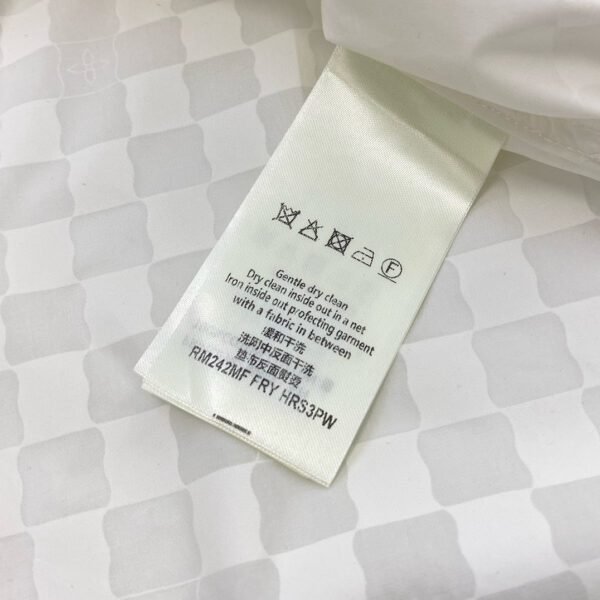 F
Gentle dry clean
Dry clean inside out in a net
Iron inside out protecting garment
with a fabric in between
缓和干洗
洗网中反面干洗
垫布反面熨烫
RM242MF FRY HRS3PW